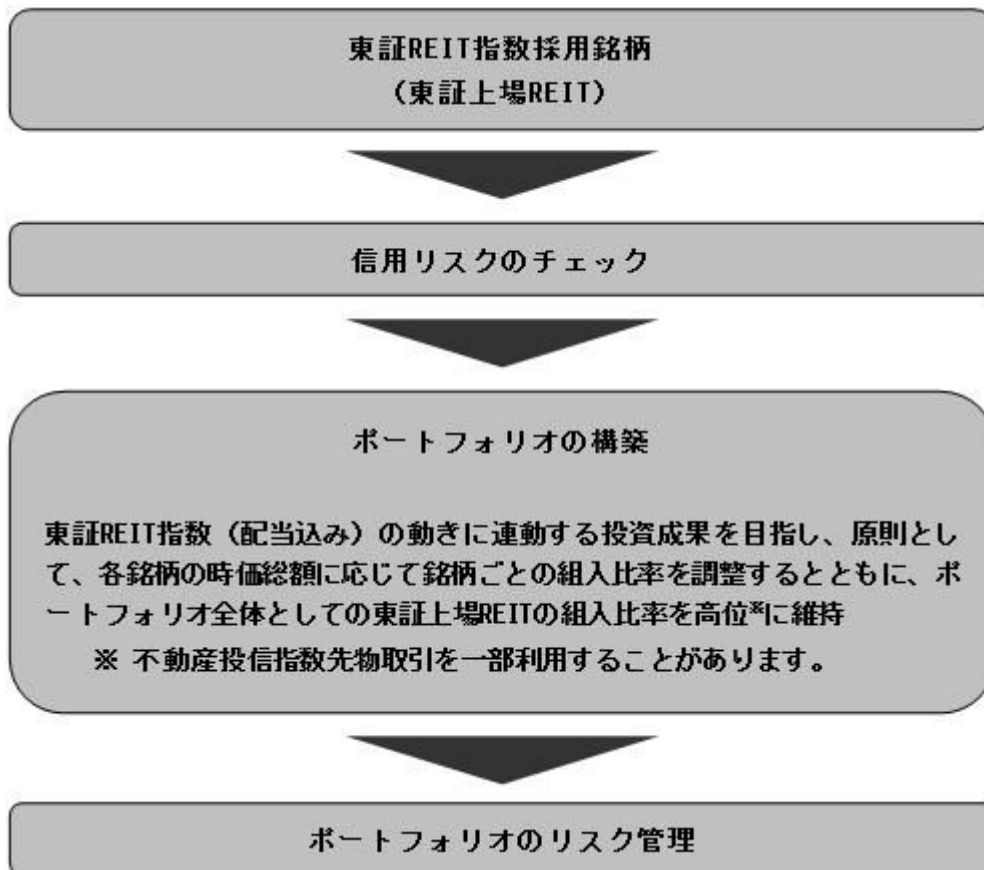 東証REIT指数採用銘柄
(東証上場REIT)
信用リスクのチェック
ポートフォリオの構築
東証REIT指数(配当込み)の動きに連動する投資成果を目指し、原則とし
て、各銘柄の時価総額に応じて銘柄ごとの組入比率を調整するとともに、ポ
ートフォリオ全体としての東証上場REITの組入比率を高位※に維持
※ 不動産投信指数先物取引を一部利用することがあります。
ポートフォリオのリスク管理